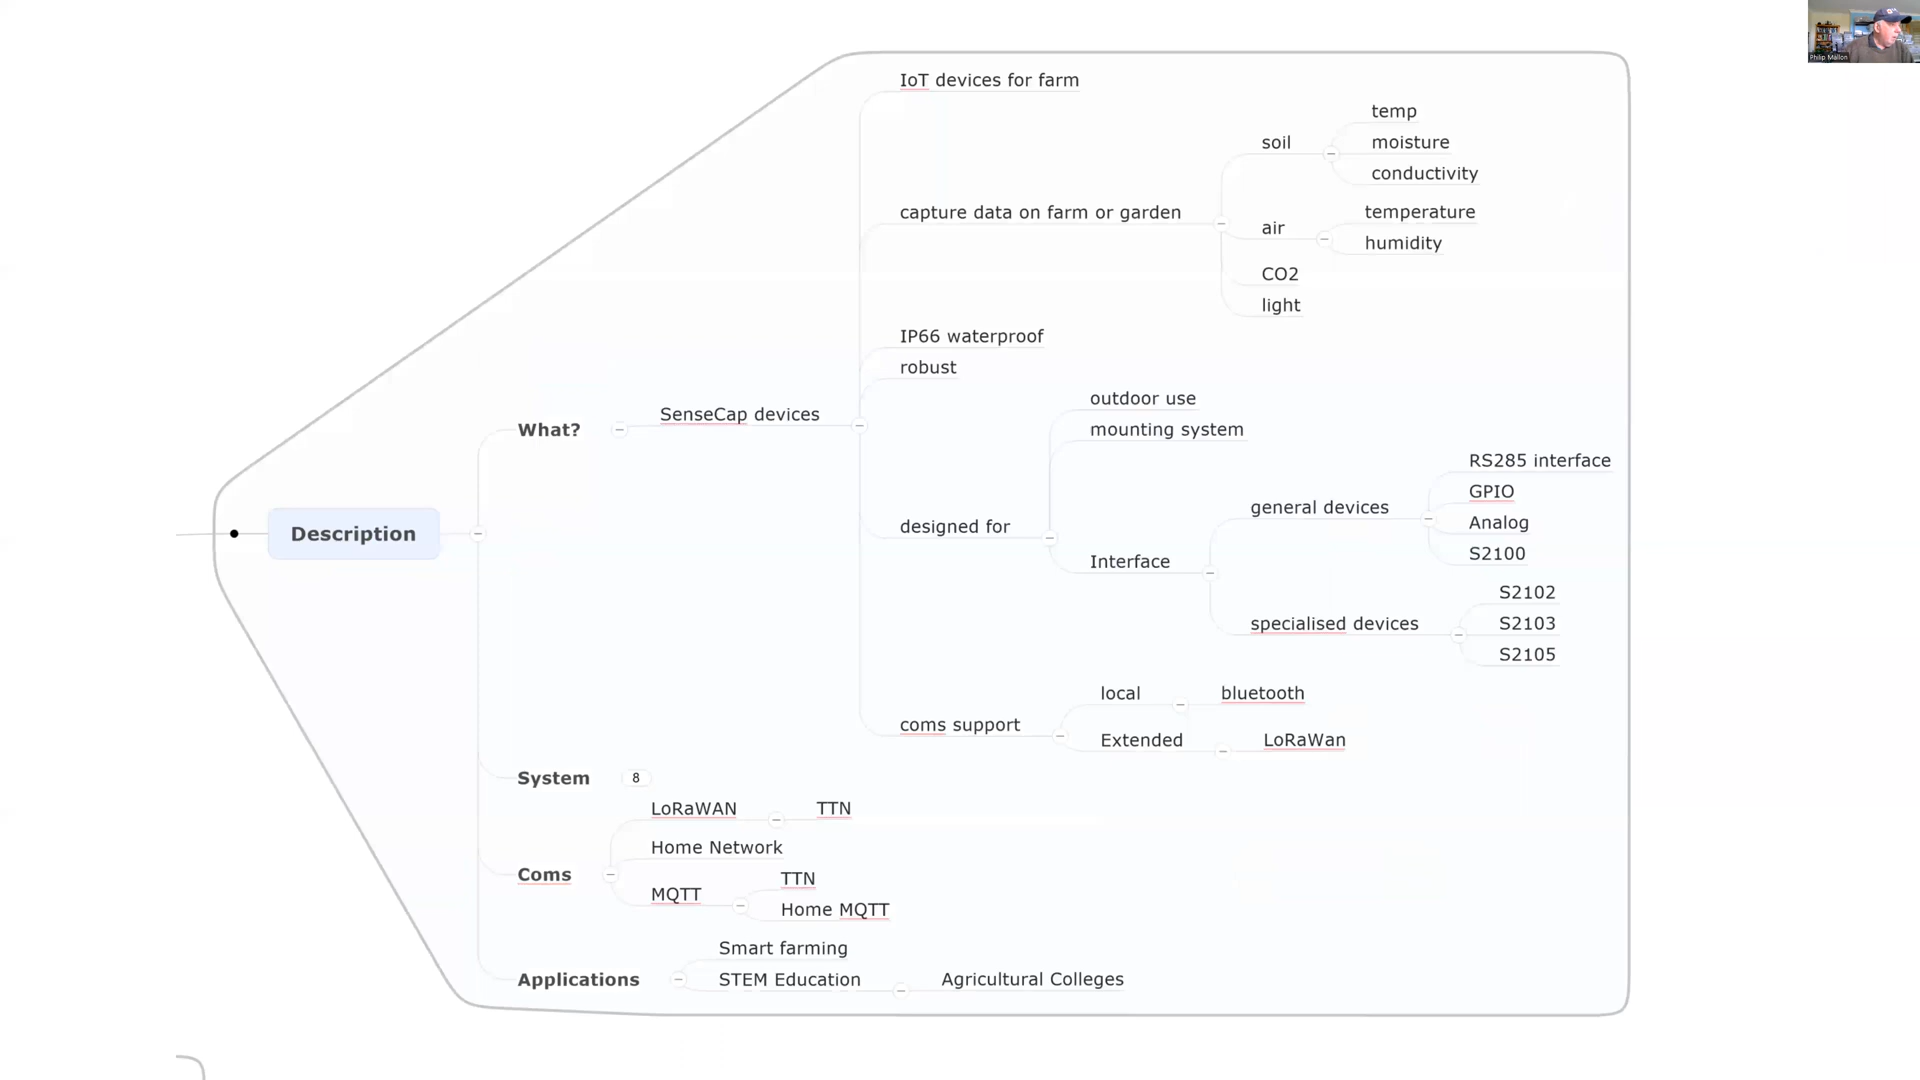 Philip Mallon
IoT devices for farm
temp
soil
moisture
conductivity
capture data on farm or garden
temperature
air
humidity
CO2
light
IP66 waterproof
robust
outdoor use
What?
SenseCap devices
mounting system
RS285 interface
GPIO
general devices
Analog
designed for
S2100
Description
Interface
S2102
specialised devices
S2103
S2105
local
bluetooth
coms support
Extended
LoRaWan
System
8
LoRaWAN
TTN
Home Network
Coms
TTN
MQTT
Home MQTT
Smart farming
Applications
STEM Education
Agricultural Colleges